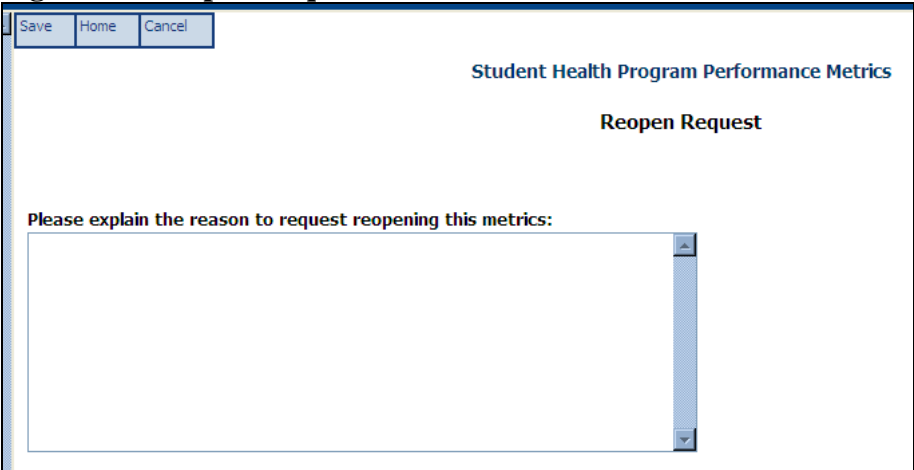 Save Home Cancel
Student Health Program Performance Metrics
Reopen Request
Please explain the reason to request reopening this metrics: